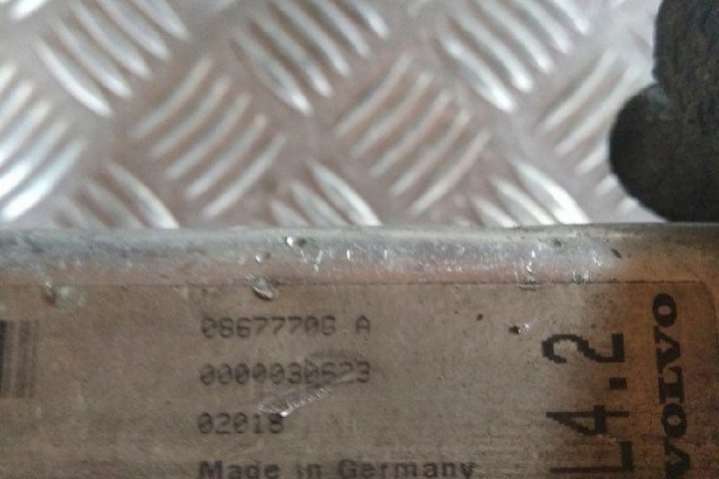 08677706 A
0000030623
02018
Made in Germany
L4.2
VOLVO